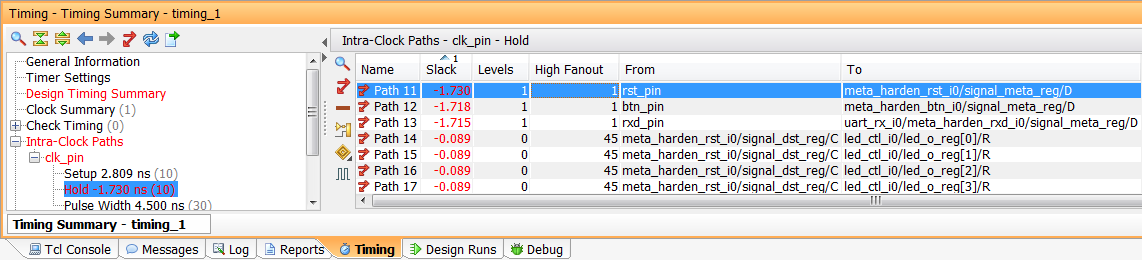 Timing - Timing Summary - timing_1
General Information
Timer Settings
Design Timing Summary
Clock Summary (1)
Check Timing (0)
Intra-Clock Paths
clk_pin
Setup 2.809 ns (10)
Hold -1.730 ns (10)
Pulse Width 4.500 ns (30)
Intra-Clock Paths - clk_pin - Hold
Name Slack 1 Levels High Fanout From To
Path 11 -1.730 1 1 rst_pin meta_harden_rst_i0/signal_meta_reg/D
Path 12 -1.718 1 1 btn_pin meta_harden_btn_i0/signal_meta_reg/D
Path 13 -1.715 1 1 rxd_pin uart_rx_i0/meta_harden_rxd_i0/signal_meta_reg/D
Path 14 -0.089 0 45 meta_harden_rst_i0/signal_dst_reg/C led_ctl_i0/led_o_reg[0]/R
Path 15 -0.089 0 45 meta_harden_rst_i0/signal_dst_reg/C led_ctl_i0/led_o_reg[1]/R
Path 16 -0.089 0 45 meta_harden_rst_i0/signal_dst_reg/C led_ctl_i0/led_o_reg[2]/R
Path 17 -0.089 0 45 meta_harden_rst_i0/signal_dst_reg/C led_ctl_i0/led_o_reg[3]/R
Timing Summary - timing_1
Tcl Console Messages Log Reports Timing Design Runs Debug